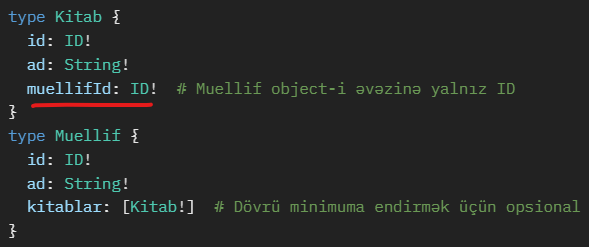 type Kitab {
id: ID!
ad: String!
muellifId: ID! # Muellif object-i əvəzinə yalnız ID
}
type Muellif {
id: ID!
ad: String!
kitablar: [Kitab!] # Dövrü minimuma endirmək üçün opsional
}